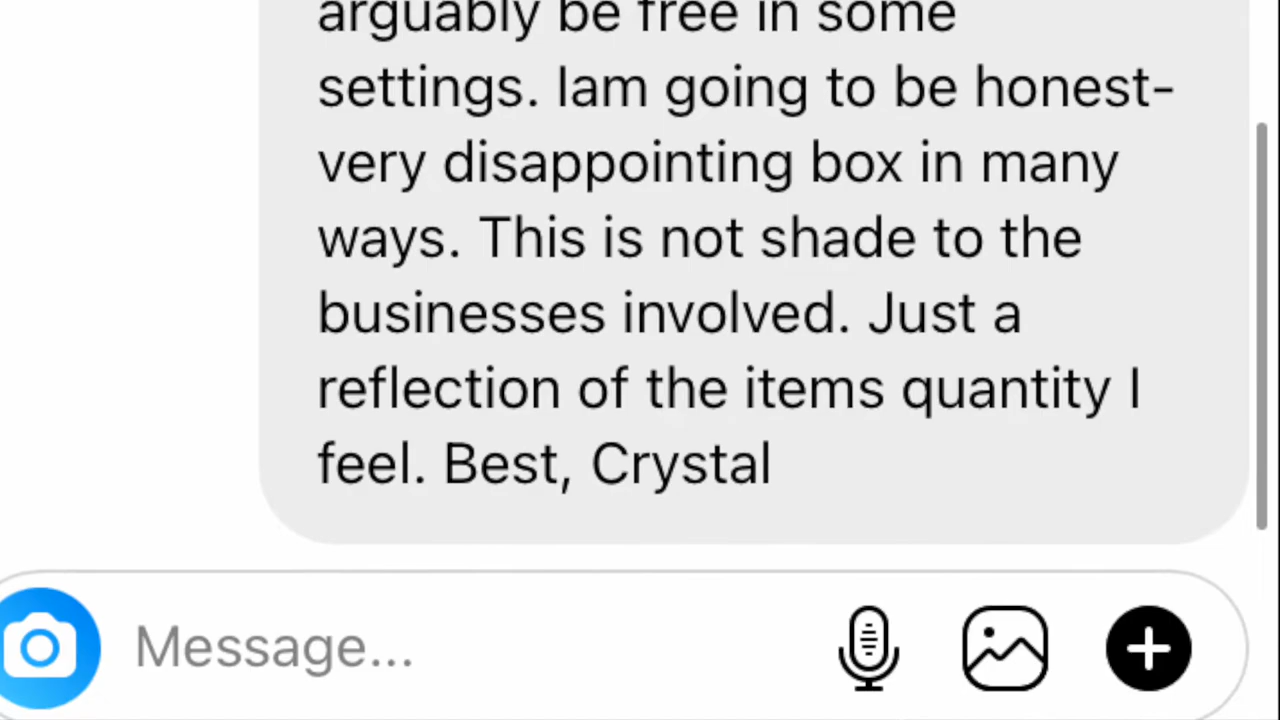 arguably be free in some
settings. Iam going to be honest-
very disappointing box in many
ways. This is not shade to the
businesses involved. Just a
reflection of the items quantity I
feel. Best, Crystal
Message...